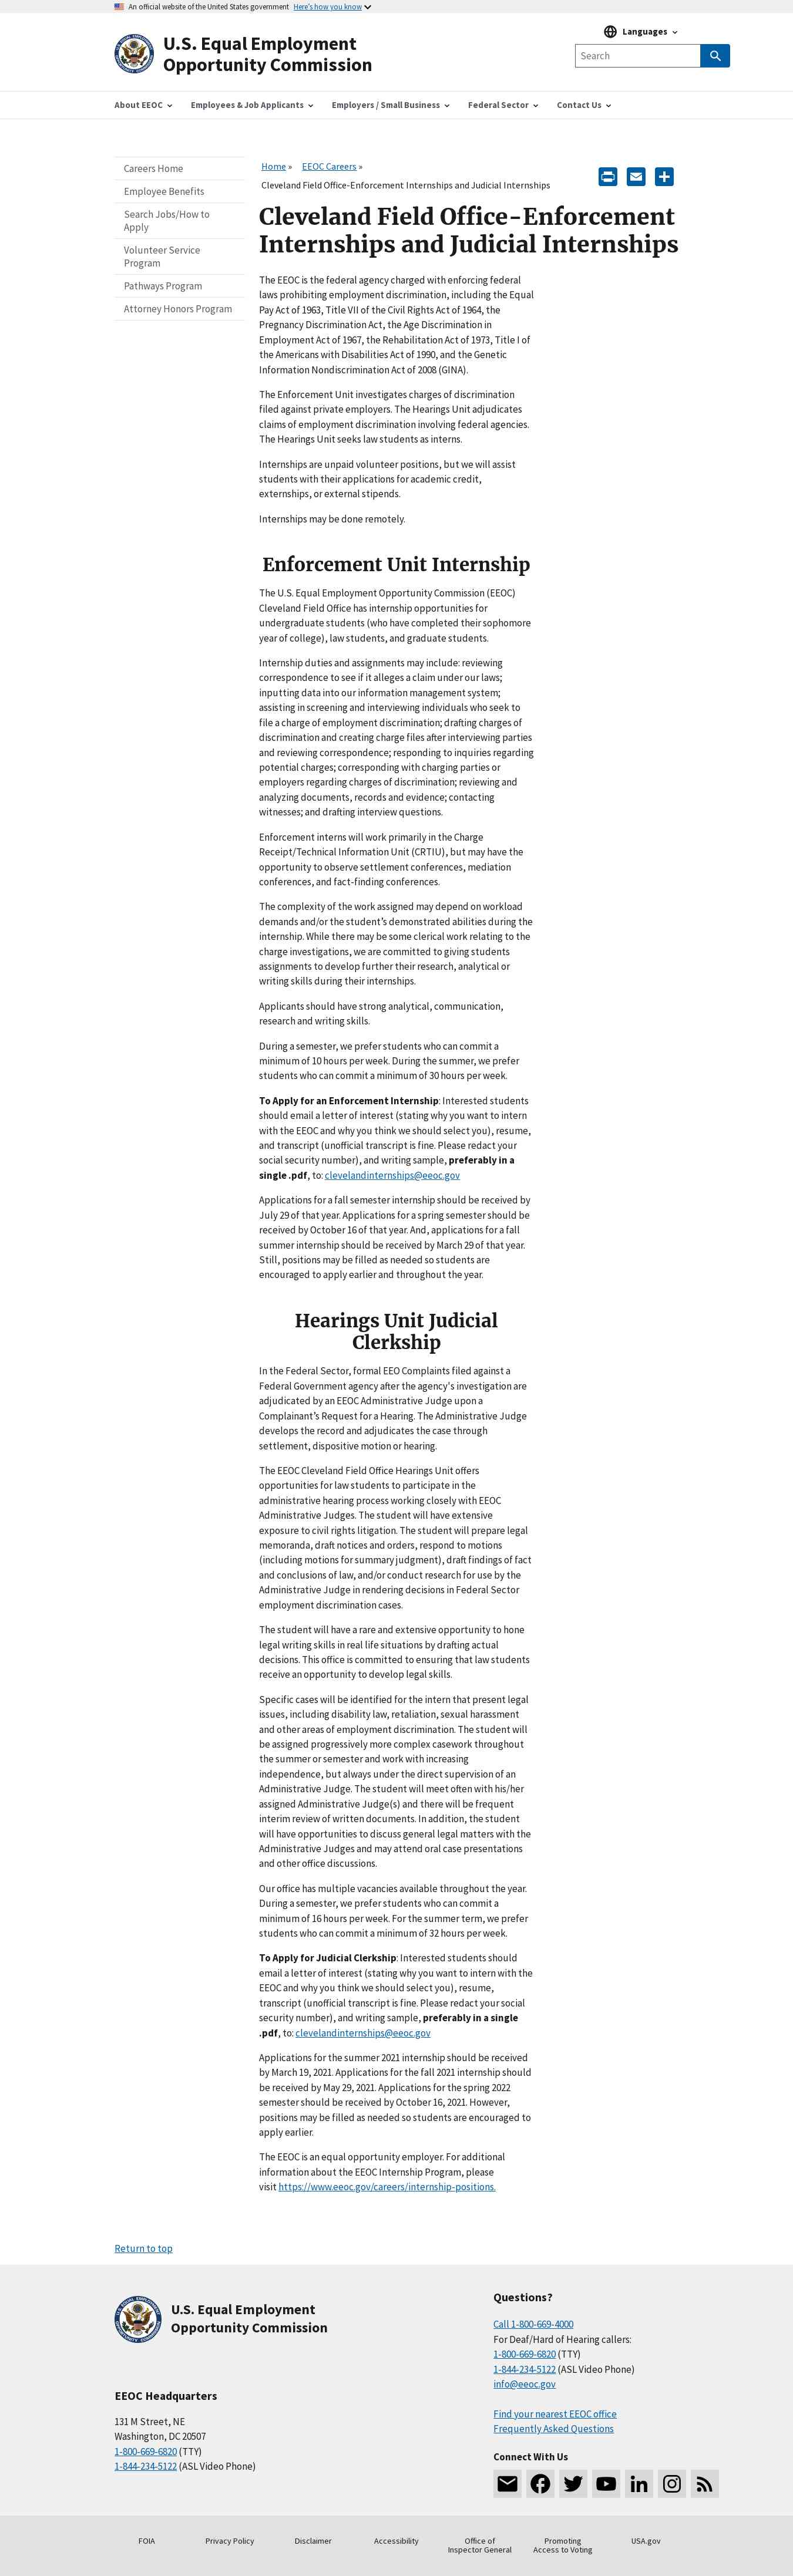 An official website of the United States government Here's how you know
Languages
U.S. Equal Employment
Opportunity Commission
Search
About EEOC
Employees & Job Applicants
Employers / Small Business
Federal Sector
Contact Us
Careers Home
Employee Benefits
Search Jobs/How to
Apply
Volunteer Service
Program
Pathways Program
Attorney Honors Program
Home » EEOC Careers »
Cleveland Field Office-Enforcement Internships and Judicial Internships
Cleveland Field Office-Enforcement
Internships and Judicial Internships
The EEOC is the federal agency charged with enforcing federal
laws prohibiting employment discrimination, including the Equal
Pay Act of 1963, Title VII of the Civil Rights Act of 1964, the
Pregnancy Discrimination Act, the Age Discrimination in
Employment Act of 1967, the Rehabilitation Act of 1973, Title I of
the Americans with Disabilities Act of 1990, and the Genetic
Information Nondiscrimination Act of 2008 (GINA).
The Enforcement Unit investigates charges of discrimination
filed against private employers. The Hearings Unit adjudicates
claims of employment discrimination involving federal agencies.
The Hearings Unit seeks law students as interns.
Internships are unpaid volunteer positions, but we will assist
students with their applications for academic credit,
externships, or external stipends.
Internships may be done remotely.
Enforcement Unit Internship
The U.S. Equal Employment Opportunity Commission (EEOC)
Cleveland Field Office has internship opportunities for
undergraduate students (who have completed their sophomore
year of college), law students, and graduate students.
Internship duties and assignments may include: reviewing
correspondence to see if it alleges a claim under our laws;
inputting data into our information management system;
assisting in screening and interviewing individuals who seek to
file a charge of employment discrimination; drafting charges of
discrimination and creating charge files after interviewing parties
and reviewing correspondence; responding to inquiries regarding
potential charges; corresponding with charging parties or
employers regarding charges of discrimination; reviewing and
analyzing documents, records and evidence; contacting
witnesses; and drafting interview questions.
Enforcement interns will work primarily in the Charge
Receipt/Technical Information Unit (CRTIU), but may have the
opportunity to observe settlement conferences, mediation
conferences, and fact-finding conferences.
The complexity of the work assigned may depend on workload
demands and/or the student's demonstrated abilities during the
internship. While there may be some clerical work relating to the
charge investigations, we are committed to giving students
assignments to develop further their research, analytical or
writing skills during their internships.
Applicants should have strong analytical, communication,
research and writing skills.
During a semester, we prefer students who can commit a
minimum of 10 hours per week. During the summer, we prefer
students who can commit a minimum of 30 hours per week.
To Apply for an Enforcement Internship: Interested students
should email a letter of interest (stating why you want to intern
with the EEOC and why you think we should select you), resume,
and transcript (unofficial transcript is fine. Please redact your
social security number), and writing sample, preferably in a
single .pdf, to: clevelandinternships@eeoc.gov
Applications for a fall semester internship should be received by
July 29 of that year. Applications for a spring semester should be
received by October 16 of that year. And, applications for a fall
summer internship should be received by March 29 of that year.
Still, positions may be filled as needed so students are
encouraged to apply earlier and throughout the year.
Hearings Unit Judicial
Clerkship
In the Federal Sector, formal EEO Complaints filed against a
Federal Government agency after the agency's investigation are
adjudicated by an EEOC Administrative Judge upon a
Complainant's Request for a Hearing. The Administrative Judge
develops the record and adjudicates the case through
settlement, dispositive motion or hearing.
The EEOC Cleveland Field Office Hearings Unit offers
opportunities for law students to participate in the
administrative hearing process working closely with EEOC
Administrative Judges. The student will have extensive
exposure to civil rights litigation. The student will prepare legal
memoranda, draft notices and orders, respond to motions
(including motions for summary judgment), draft findings of fact
and conclusions of law, and/or conduct research for use by the
Administrative Judge in rendering decisions in Federal Sector
employment discrimination cases.
The student will have a rare and extensive opportunity to hone
legal writing skills in real life situations by drafting actual
decisions. This office is committed to ensuring that law students
receive an opportunity to develop legal skills.
Specific cases will be identified for the intern that present legal
issues, including disability law, retaliation, sexual harassment
and other areas of employment discrimination. The student will
be assigned progressively more complex casework throughout
the summer or semester and work with increasing
independence, but always under the direct supervision of an
Administrative Judge. The student will meet often with his/her
assigned Administrative Judge(s) and there will be frequent
interim review of written documents. In addition, the student
will have opportunities to discuss general legal matters with the
Administrative Judges and may attend oral case presentations
and other office discussions.
Our office has multiple vacancies available throughout the year.
During a semester, we prefer students who can commit a
minimum of 16 hours per week. For the summer term, we prefer
students who can commit a minimum of 32 hours per week.
To Apply for Judicial Clerkship: Interested students should
email a letter of interest (stating why you want to intern with the
EEOC and why you think we should select you), resume,
transcript (unofficial transcript is fine. Please redact your social
security number), and writing sample, preferably in a single
.pdf, to: clevelandinternships@eeoc.gov
Applications for the summer 2021 internship should be received
by March 19, 2021. Applications for the fall 2021 internship should
be received by May 29, 2021. Applications for the spring 2022
semester should be received by October 16, 2021. However,
positions may be filled as needed so students are encouraged to
apply earlier.
The EEOC is an equal opportunity employer. For additional
information about the EEOC Internship Program, please
visit https://www.eeoc.gov/careers/internship-positions.
Return to top
U.S. Equal Employment
Opportunity Commission
Questions?
Call 1-800-669-4000
For Deaf/Hard of Hearing callers:
1-800-669-6820 (TTY)
1-844-234-5122 (ASL Video Phone)
info@eeoc.gov
Find your nearest EEOC office
Frequently Asked Questions
EEOC Headquarters
131 M Street, NE
Washington, DC 20507
1-800-669-6820 (TTY)
1-844-234-5122 (ASL Video Phone)
Connect With Us
FOIA
Privacy Policy
Disclaimer
Accessibility
Office of
Inspector General
Promoting
Access to Voting
USA.gov